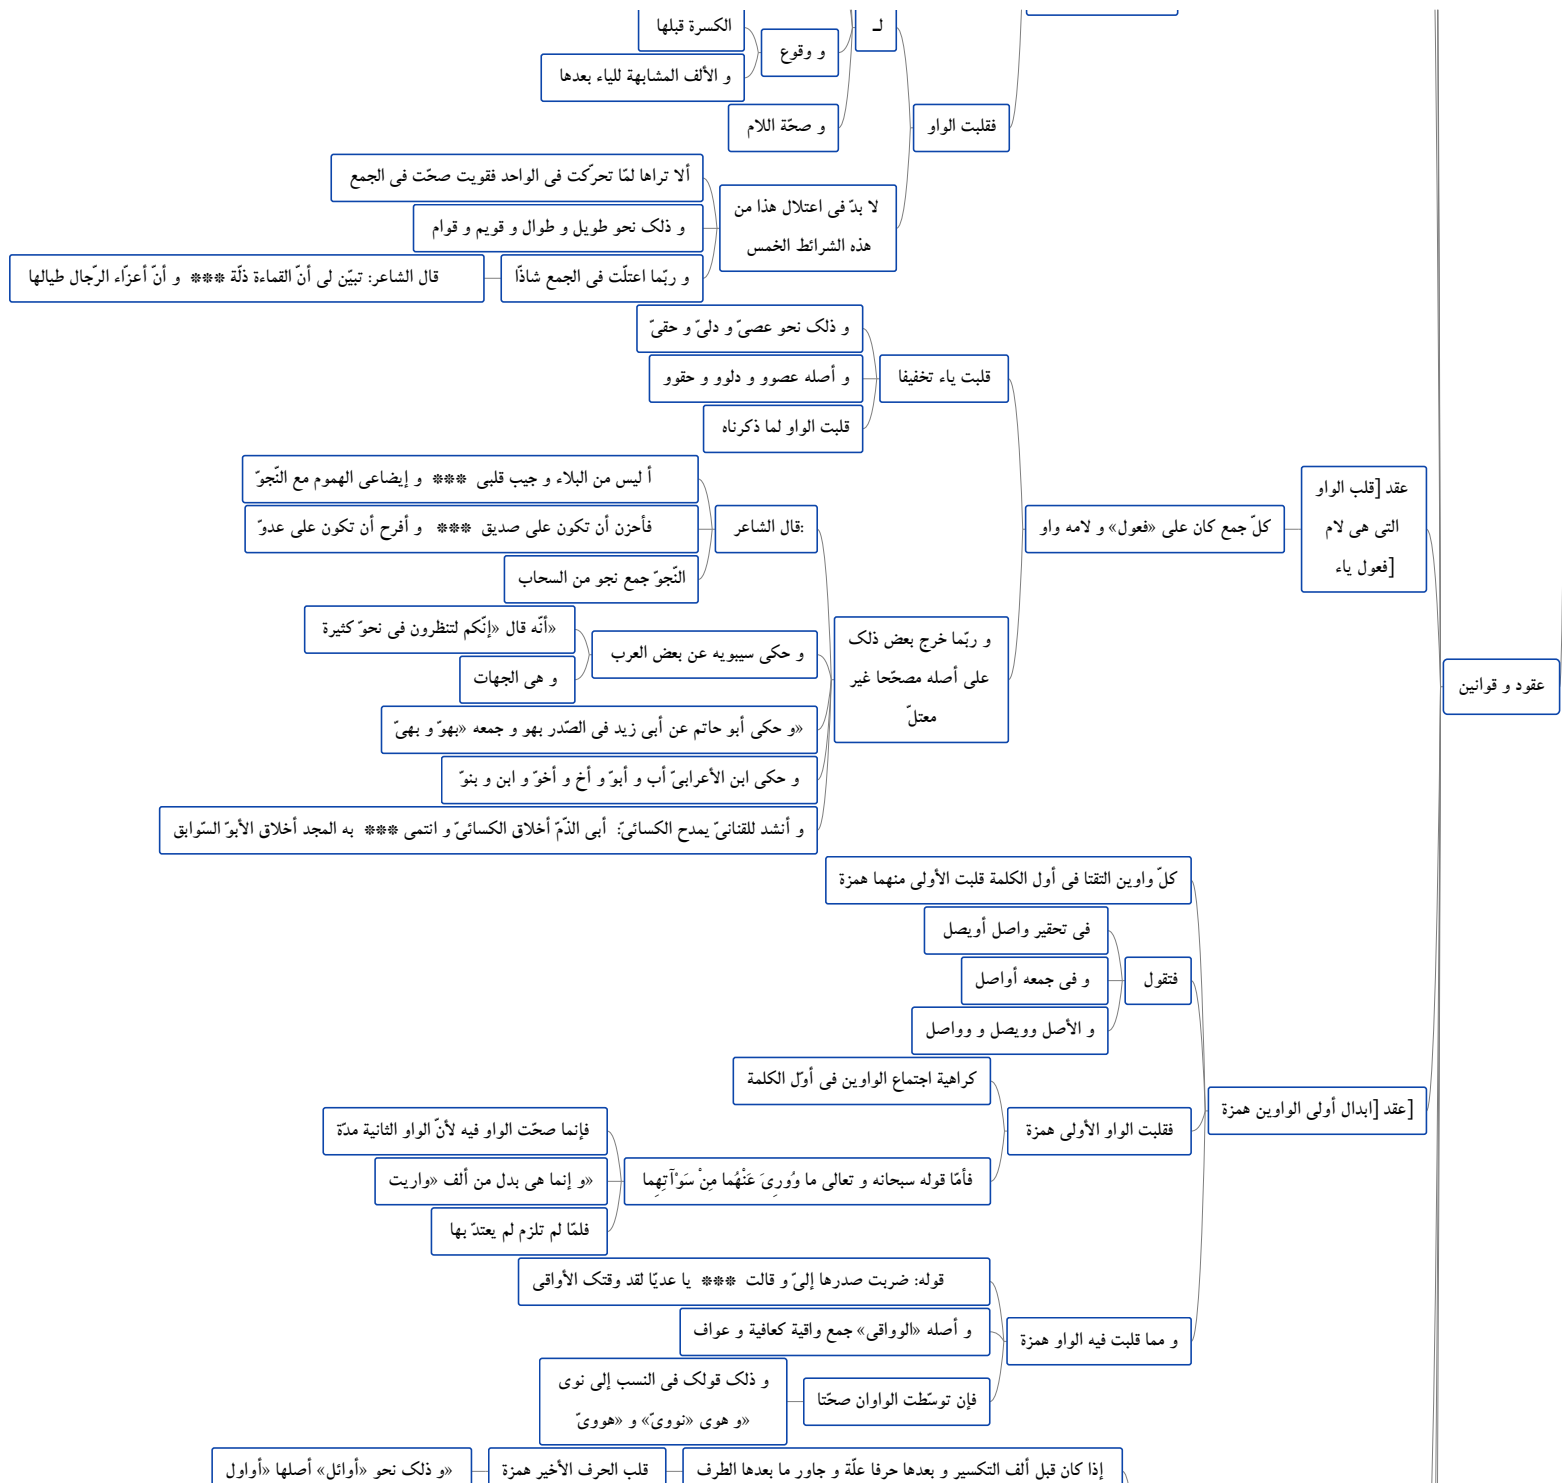 لـ
و وقوع
الكسرة قبلها
و الألف المشابهة للياء بعدها
و صحّة اللام
فقلبت الواو
لا بدّ فى اعتلال هذا من
هذه الشرائط الخمس
ألا تراها لمّا تحرّكت فى الواحد فقويت صحّت فى الجمع
و ذلک نحو طويل و طوال و قويم و قوام
و ربّما اعتلّت فى الجمع شاذّا
قال الشاعر: تبيّن لى أنّ القماءة ذلّة *** و أنّ أعزّاء الرّجال طيالها
عقود و قوانين
عقد [قلب الواو
التى هى لام
[فعول ياء
كلّ جمع كان على «فعول» و لامه واو
قلبت ياء تخفيفا
و ذلک نحو عصىّ و دلىّ و حقىّ
و أصله عصوو و دلوو و حقوو
قلبت الواو لما ذكرناه
و ربّما خرج بعض ذلک
على أصله مصحّحا غير
معتلّ
:قال الشاعر
أ ليس من البلاء و جيب قلبى *** و إيضاعى الهموم مع النّجوّ
فأحزن أن تكون على صديق *** و أفرح أن تكون على عدوّ
النّجوّ جمع نجو من السحاب
و حكى سيبويه عن بعض العرب
«أنّه قال «إنّكم لتنظرون فى نحوّ كثيرة
و هى الجهات
«و حكى أبو حاتم عن أبى زيد فى الصّدر بهو و جمعه «بهوّ و بهىّ
و حكى ابن الأعرابىّ أب و أبوّ و أخ و أخوّ و ابن و بنوّ
و أنشد للقنانىّ يمدح الكسائىّ: أبى الذّمّ أخلاق الكسائىّ و انتمى *** به المجد أخلاق الأبوّ السّوابق
[عقد [ابدال أولى الواوين همزة
كلّ واوين التقتا فى أول الكلمة قلبت الأولى منهما همزة
فتقول
فى تحقير واصل أويصل
و فى جمعه أواصل
و الأصل وويصل و وواصل
فقلبت الواو الأولى همزة
كراهية اجتماع الواوين فى أوّل الكلمة
فأمّا قوله سبحانه و تعالى ما وُورِىَ عَنْهُما مِنْ سَوْآتِهِما
فإنما صحّت الواو فيه لأنّ الواو الثانية مدّة
«و إنما هى بدل من ألف «واريت
فلمّا لم تلزم لم يعتدّ بها
و مما قلبت فيه الواو همزة
قوله: ضربت صدرها إلىّ و قالت *** يا عديّا لقد وقتک الأواقى
و أصله «الوواقى» جمع واقية كعافية و عواف
فإن توسّطت الواوان صحّتا
و ذلک قولک فى النسب إلى نوى
«و هوى «نووىّ» و «هووىّ
إذا كان قبل ألف التكسير و بعدها حرفا علّة و جاور ما بعدها الطرف
قلب الحرف الأخير همزة
«و ذلک نحو «أوائل» أصلها «أواول